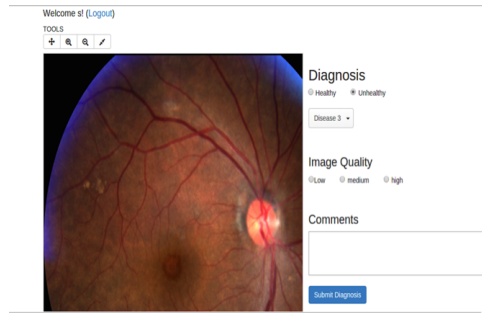 Welcome s! (Logout)
TOOLS
Diagnosis
Healthy Unhealthy
Disease 3
Image Quality
Low medium high
Comments
Submit Diagnosis